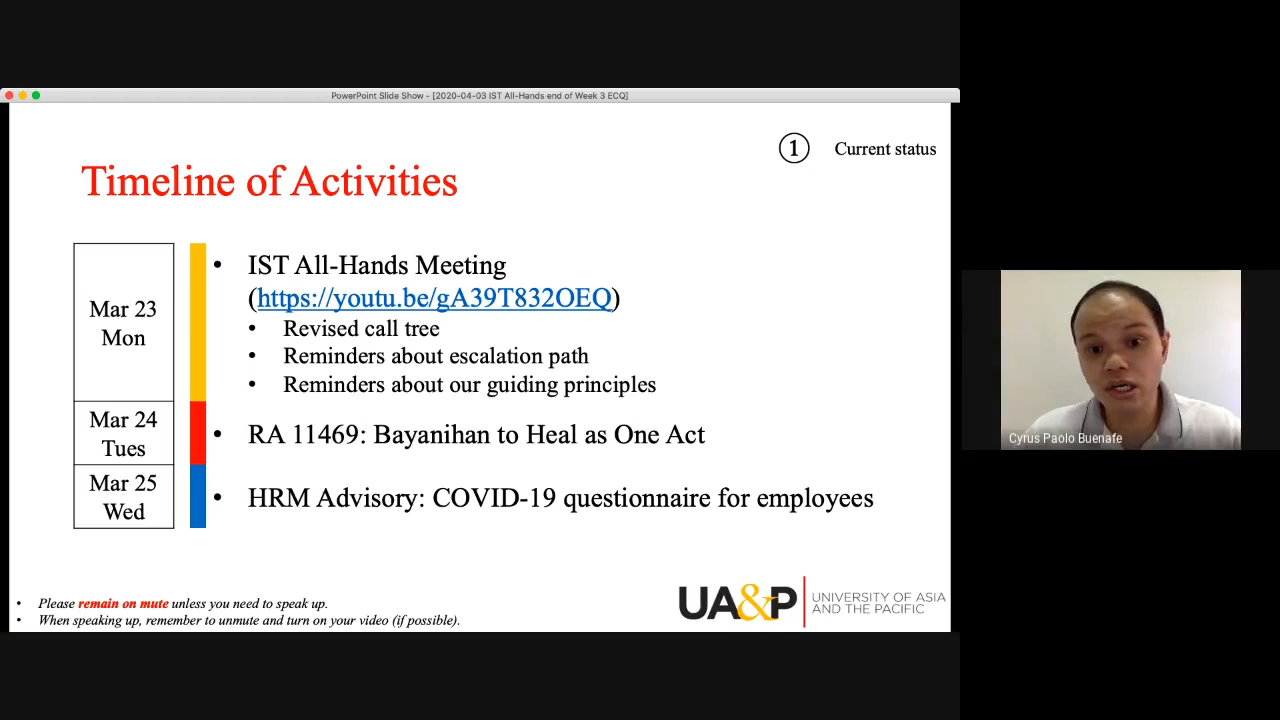 PowerPoint Slide Show - [2020-04-03 IST All-Hands end of Week 3 ECQ]
1 Current status
Timeline of Activities
Mar 23
Mon
• IST All-Hands Meeting
(https://youtu.be/gA39T832OEQ)
• Revised call tree
• Reminders about escalation path
• Reminders about our guiding principles
Mar 24
Tues
• RA 11469: Bayanihan to Heal as One Act
Mar 25
Wed
• HRM Advisory: COVID-19 questionnaire for employees
• Please remain on mute unless you need to speak up.
• When speaking up, remember to unmute and turn on your video (if possible).
UA&P
UNIVERSITY OF ASIA
AND THE PACIFIC
Cyrus Paolo Buenafe